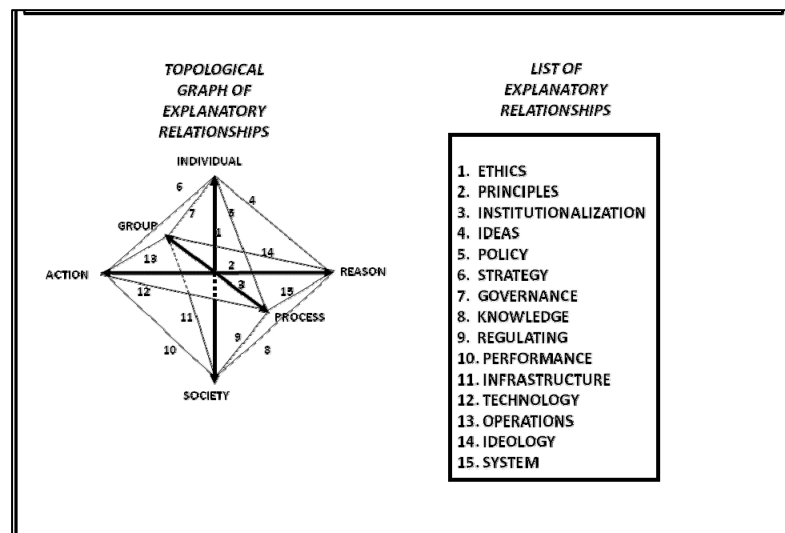 TOPOLOGICAL
GRAPH OF
EXPLANATORY
RELATIONSHIPS
INDIVIDUAL
6
4
7
5
GROUP
1
14
13
2
ACTION
REASON
12
3
15
11
PROCESS
9
10
8
SOCIETY
LIST OF
EXPLANATORY
RELATIONSHIPS
1. ETHICS
2. PRINCIPLES
3. INSTITUTIONALIZATION
4. IDEAS
5. POLICY
6. STRATEGY
7. GOVERNANCE
8. KNOWLEDGE
9. REGULATING
10. PERFORMANCE
11. INFRASTRUCTURE
12. TECHNOLOGY
13. OPERATIONS
14. IDEOLOGY
15. SYSTEM